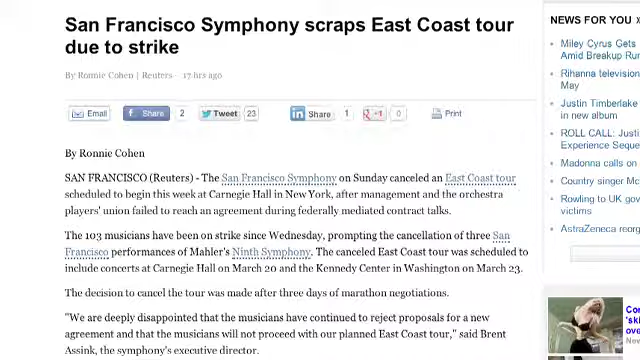 San Francisco Symphony scraps East Coast tour
due to strike
By Ronnie Cohen | Reuters – 17 hrs ago
Email
Share
2
Tweet
23
Share
1
+1
0
Print
By Ronnie Cohen
SAN FRANCISCO (Reuters) - The San Francisco Symphony on Sunday canceled an East Coast tour
scheduled to begin this week at Carnegie Hall in New York, after management and the orchestra
players' union failed to reach an agreement during federally mediated contract talks.
The 103 musicians have been on strike since Wednesday, prompting the cancellation of three San
Francisco performances of Mahler's Ninth Symphony. The canceled East Coast tour was scheduled to
include concerts at Carnegie Hall on March 20 and the Kennedy Center in Washington on March 23.
The decision to cancel the tour was made after three days of marathon negotiations.
"We are deeply disappointed that the musicians have continued to reject proposals for a new
agreement and that the musicians will not proceed with our planned East Coast tour," said Brent
Assink, the symphony's executive director.
NEWS FOR YOU »
Miley Cyrus Gets
Amid Breakup Rum
Rihanna television
May
Justin Timberlake
in new album
ROLL CALL: Justin
Experience Seque
Madonna calls on
Country singer Mc
Rowling to UK gov
victims
AstraZeneca reorg